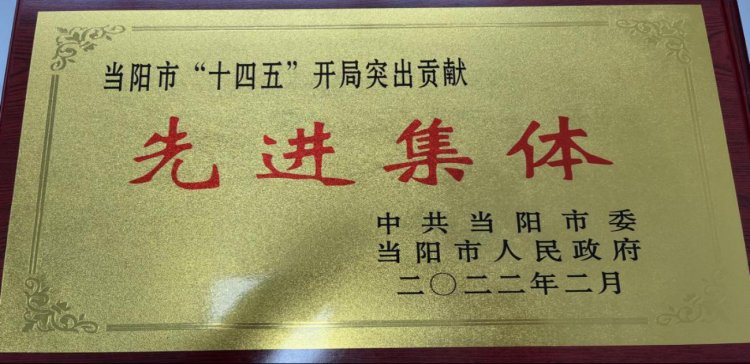 当阳市“十四五”开局突出贡献
先进集体
中共当阳市委
当阳市人民政府
二〇二二年二月